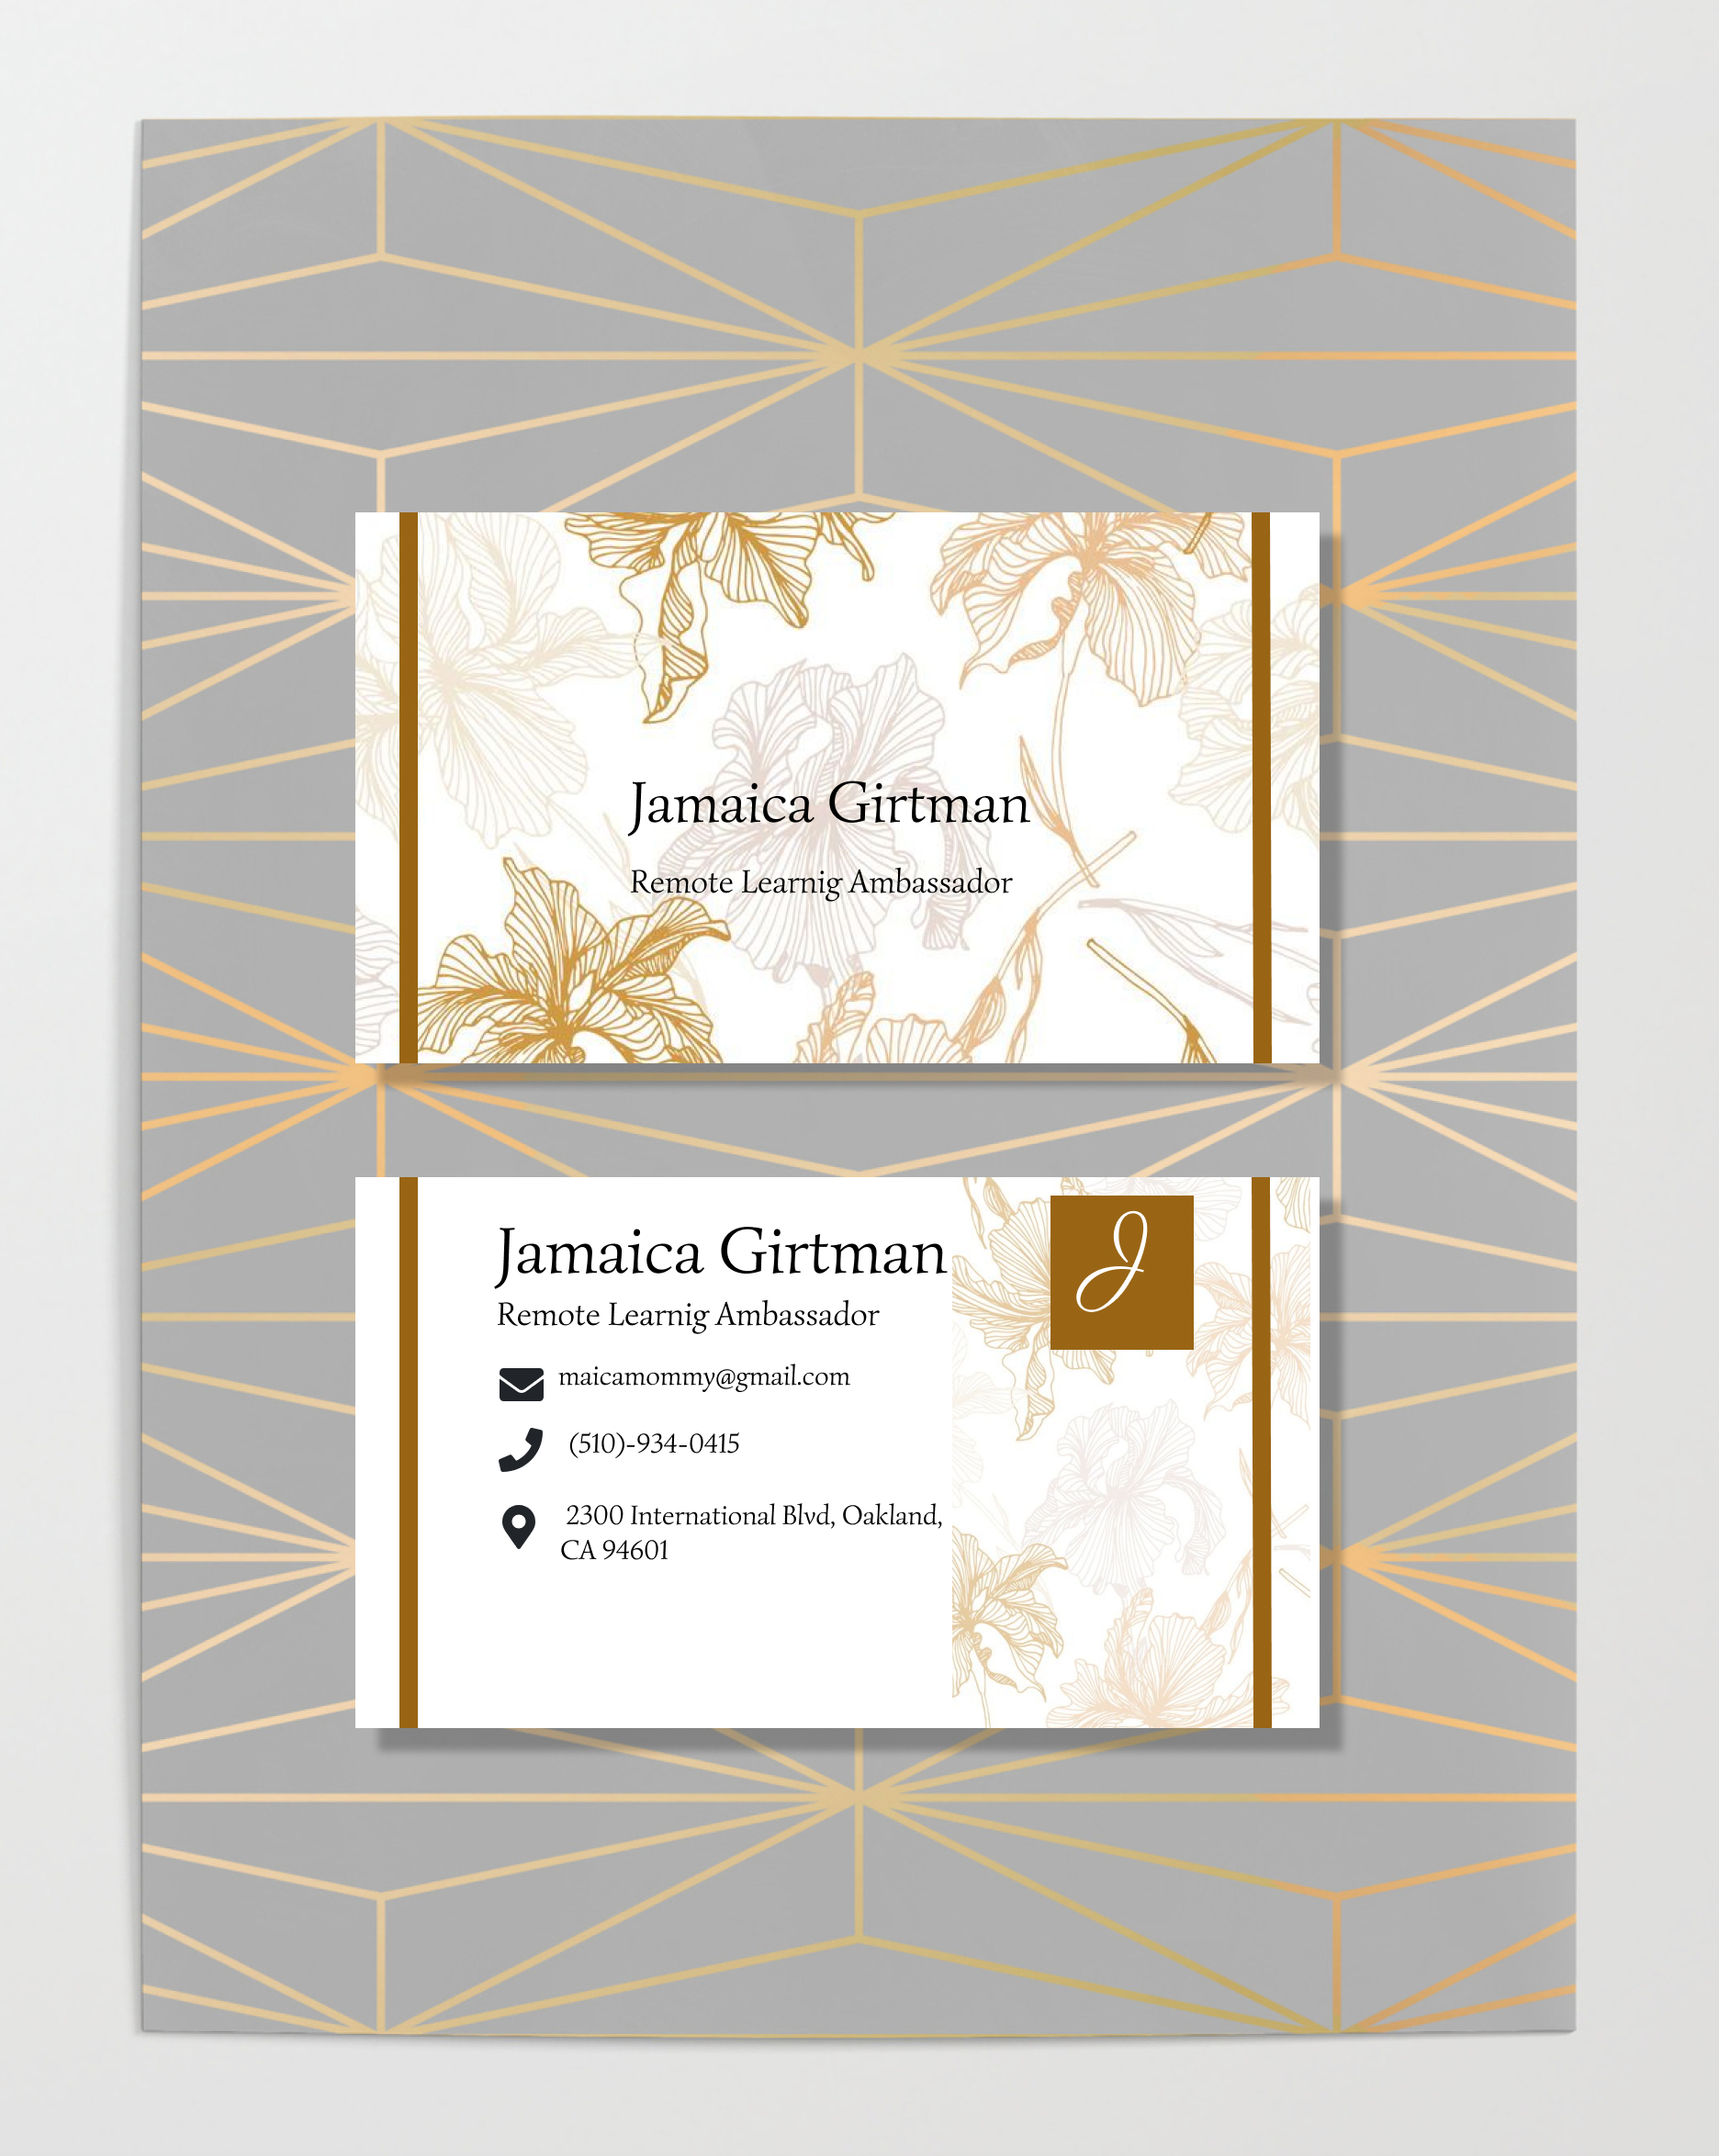 Jamaica Girtman
Remote Learnig Ambassador
J
Jamaica Girtman
Remote Learnig Ambassador
maicamommy@gmail.com
(510)-934-0415
2300 International Blvd, Oakland,
CA 94601